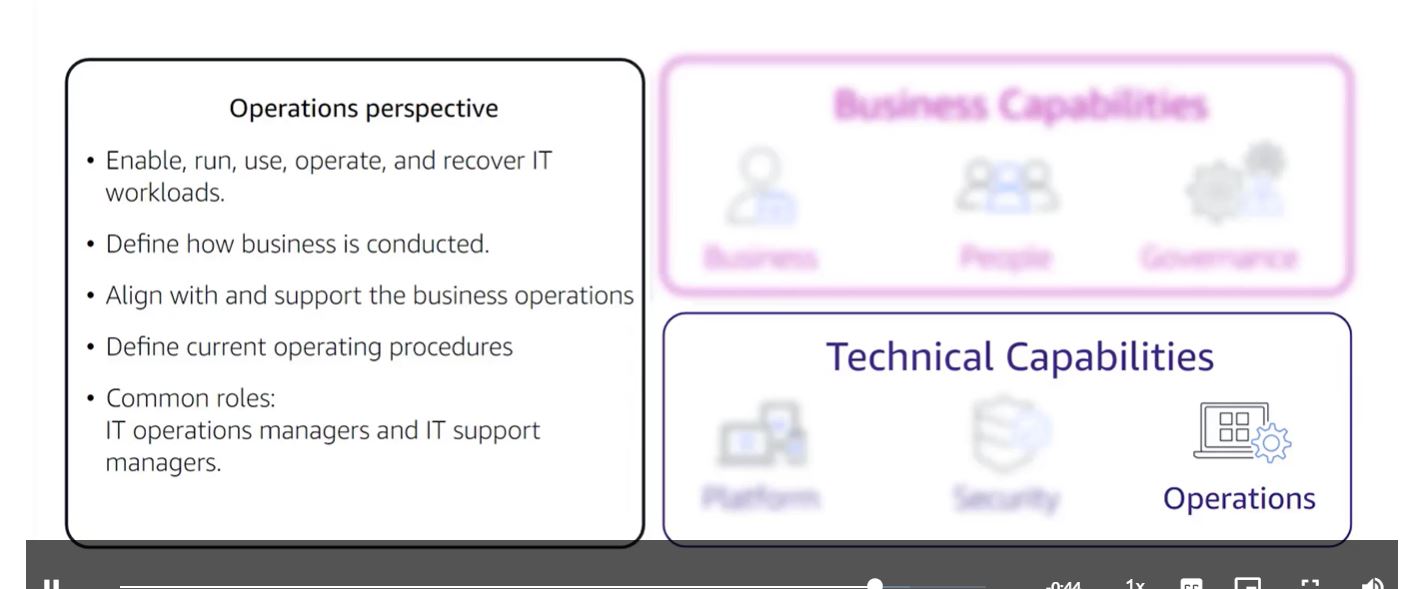 Operations perspective
• Enable, run, use, operate, and recover IT
workloads.
• Define how business is conducted.
• Align with and support the business operations
• Define current operating procedures
• Common roles:
IT operations managers and IT support
managers.
Business Capabilities
Business People Governance
Technical Capabilities
Platform Security Operations
-0:44 1x CC